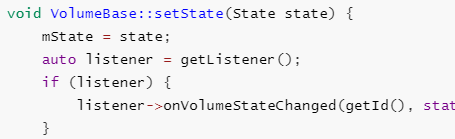 void VolumeBase::setState(State state) {
    mState = state;
    auto listener = getListener();
    if (listener) {
        listener->onVolumeStateChanged(getId(), stat
    }